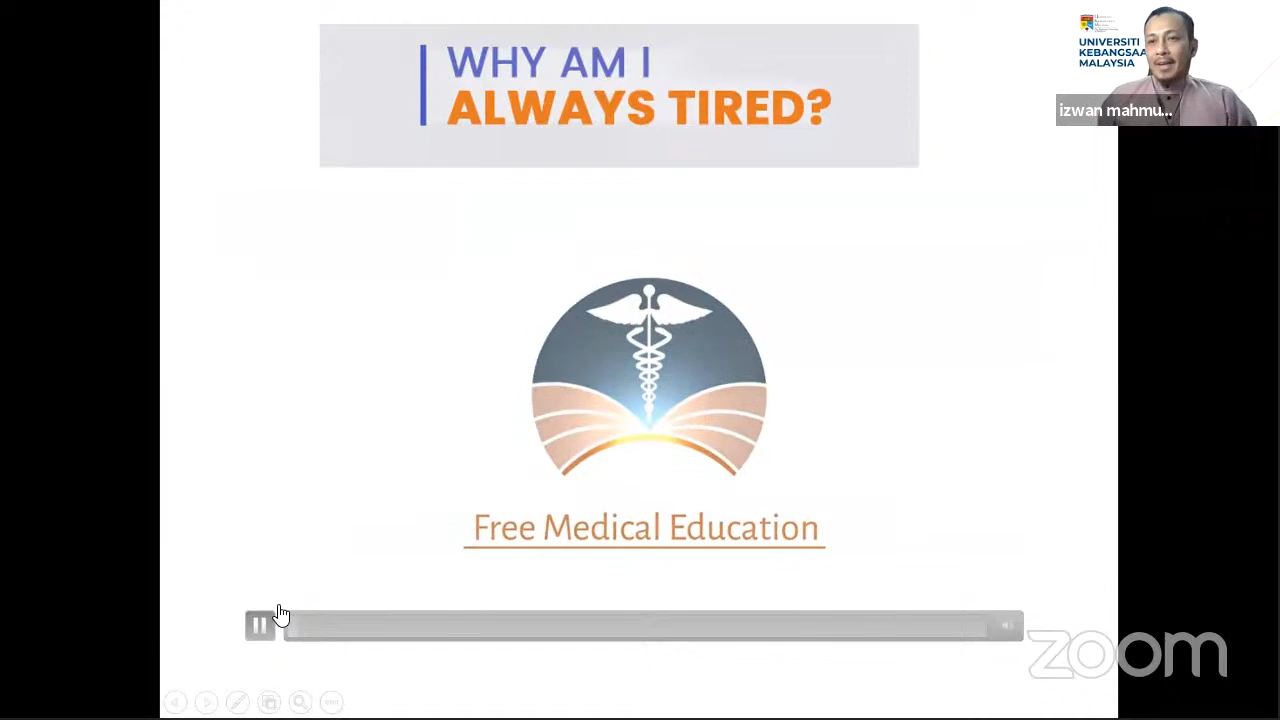 WHY AM I
ALWAYS TIRED?
UNIVERSITI
KEBANGSAA
MALAYSIA
izwan mahmu...
Free Medical Education
zoom